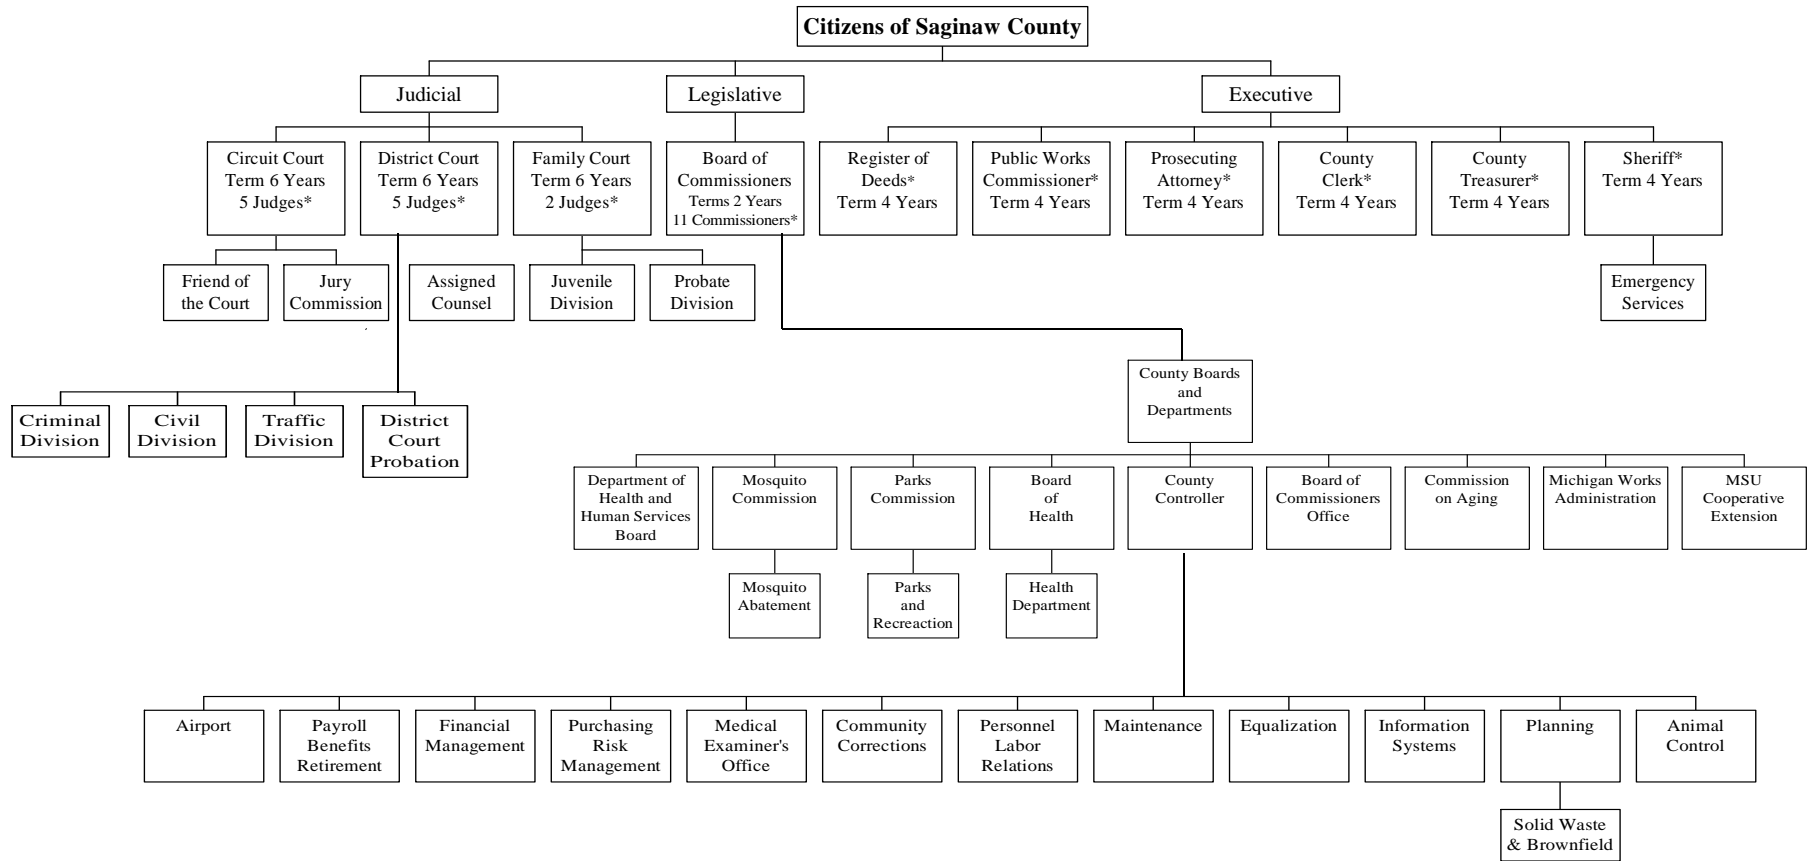 Citizens of Saginaw County
Judicial
Legislative
Executive
Circuit Court
Term 6 Years
5 Judges*
District Court
Term 6 Years
5 Judges*
Family Court
Term 6 Years
2 Judges*
Board of
Commissioners
Terms 2 Years
11 Commissioners*
Register of
Deeds*
Term 4 Years
Public Works
Commissioner*
Term 4 Years
Prosecuting
Attorney*
Term 4 Years
County
Clerk*
Term 4 Years
County
Treasurer*
Term 4 Years
Sheriff*
Term 4 Years
Friend of
the Court
Jury
Commission
Assigned
Counsel
Juvenile
Division
Probate
Division
Emergency
Services
County Boards
and
Departments
Criminal
Division
Civil
Division
Traffic
Division
District
Court
Probation
Department of
Health and
Human Services
Board
Mosquito
Commission
Parks
Commission
Board
of
Health
County
Controller
Board of
Commissioners
Office
Commission
on Aging
Michigan Works
Administration
MSU
Cooperative
Extension
Mosquito
Abatement
Parks
and
Recreaction
Health
Department
Airport
Payroll
Benefits
Retirement
Financial
Management
Purchasing
Risk
Management
Medical
Examiner's
Office
Community
Corrections
Personnel
Labor
Relations
Maintenance
Equalization
Information
Systems
Planning
Animal
Control
Solid Waste
& Brownfield